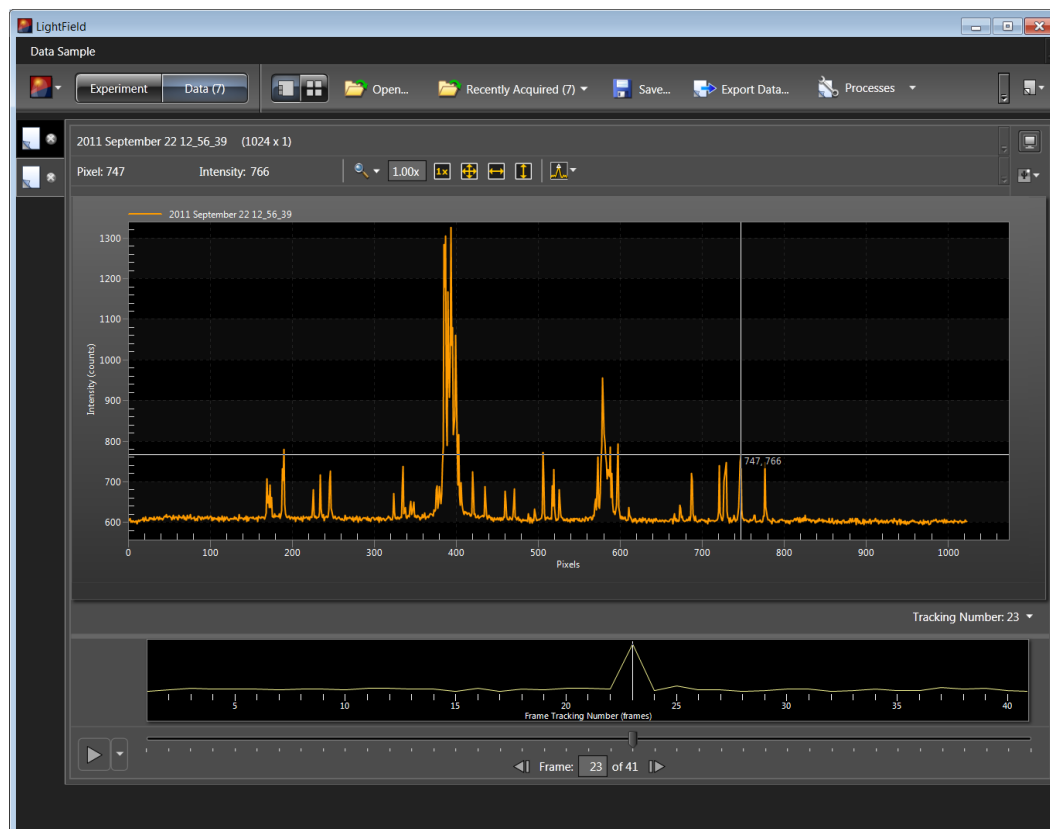 LightField
Data Sample
Experiment Data (7) Open... Recently Acquired (7) Save... Export Data... Processes
2011 September 22 12_56_39 (1024 x 1)
Pixel: 747 Intensity: 766 1.00x 1x
2011 September 22 12_56_39
1300
1200
1100
1000
900
800
700
600
Intensity (counts)
747, 766
0 100 200 300 400 500 600 700 800 900 1000
Pixels
Tracking Number: 23
5 10 15 20 25 30 35 40
Frame Tracking Number (frames)
Frame: 23 of 41